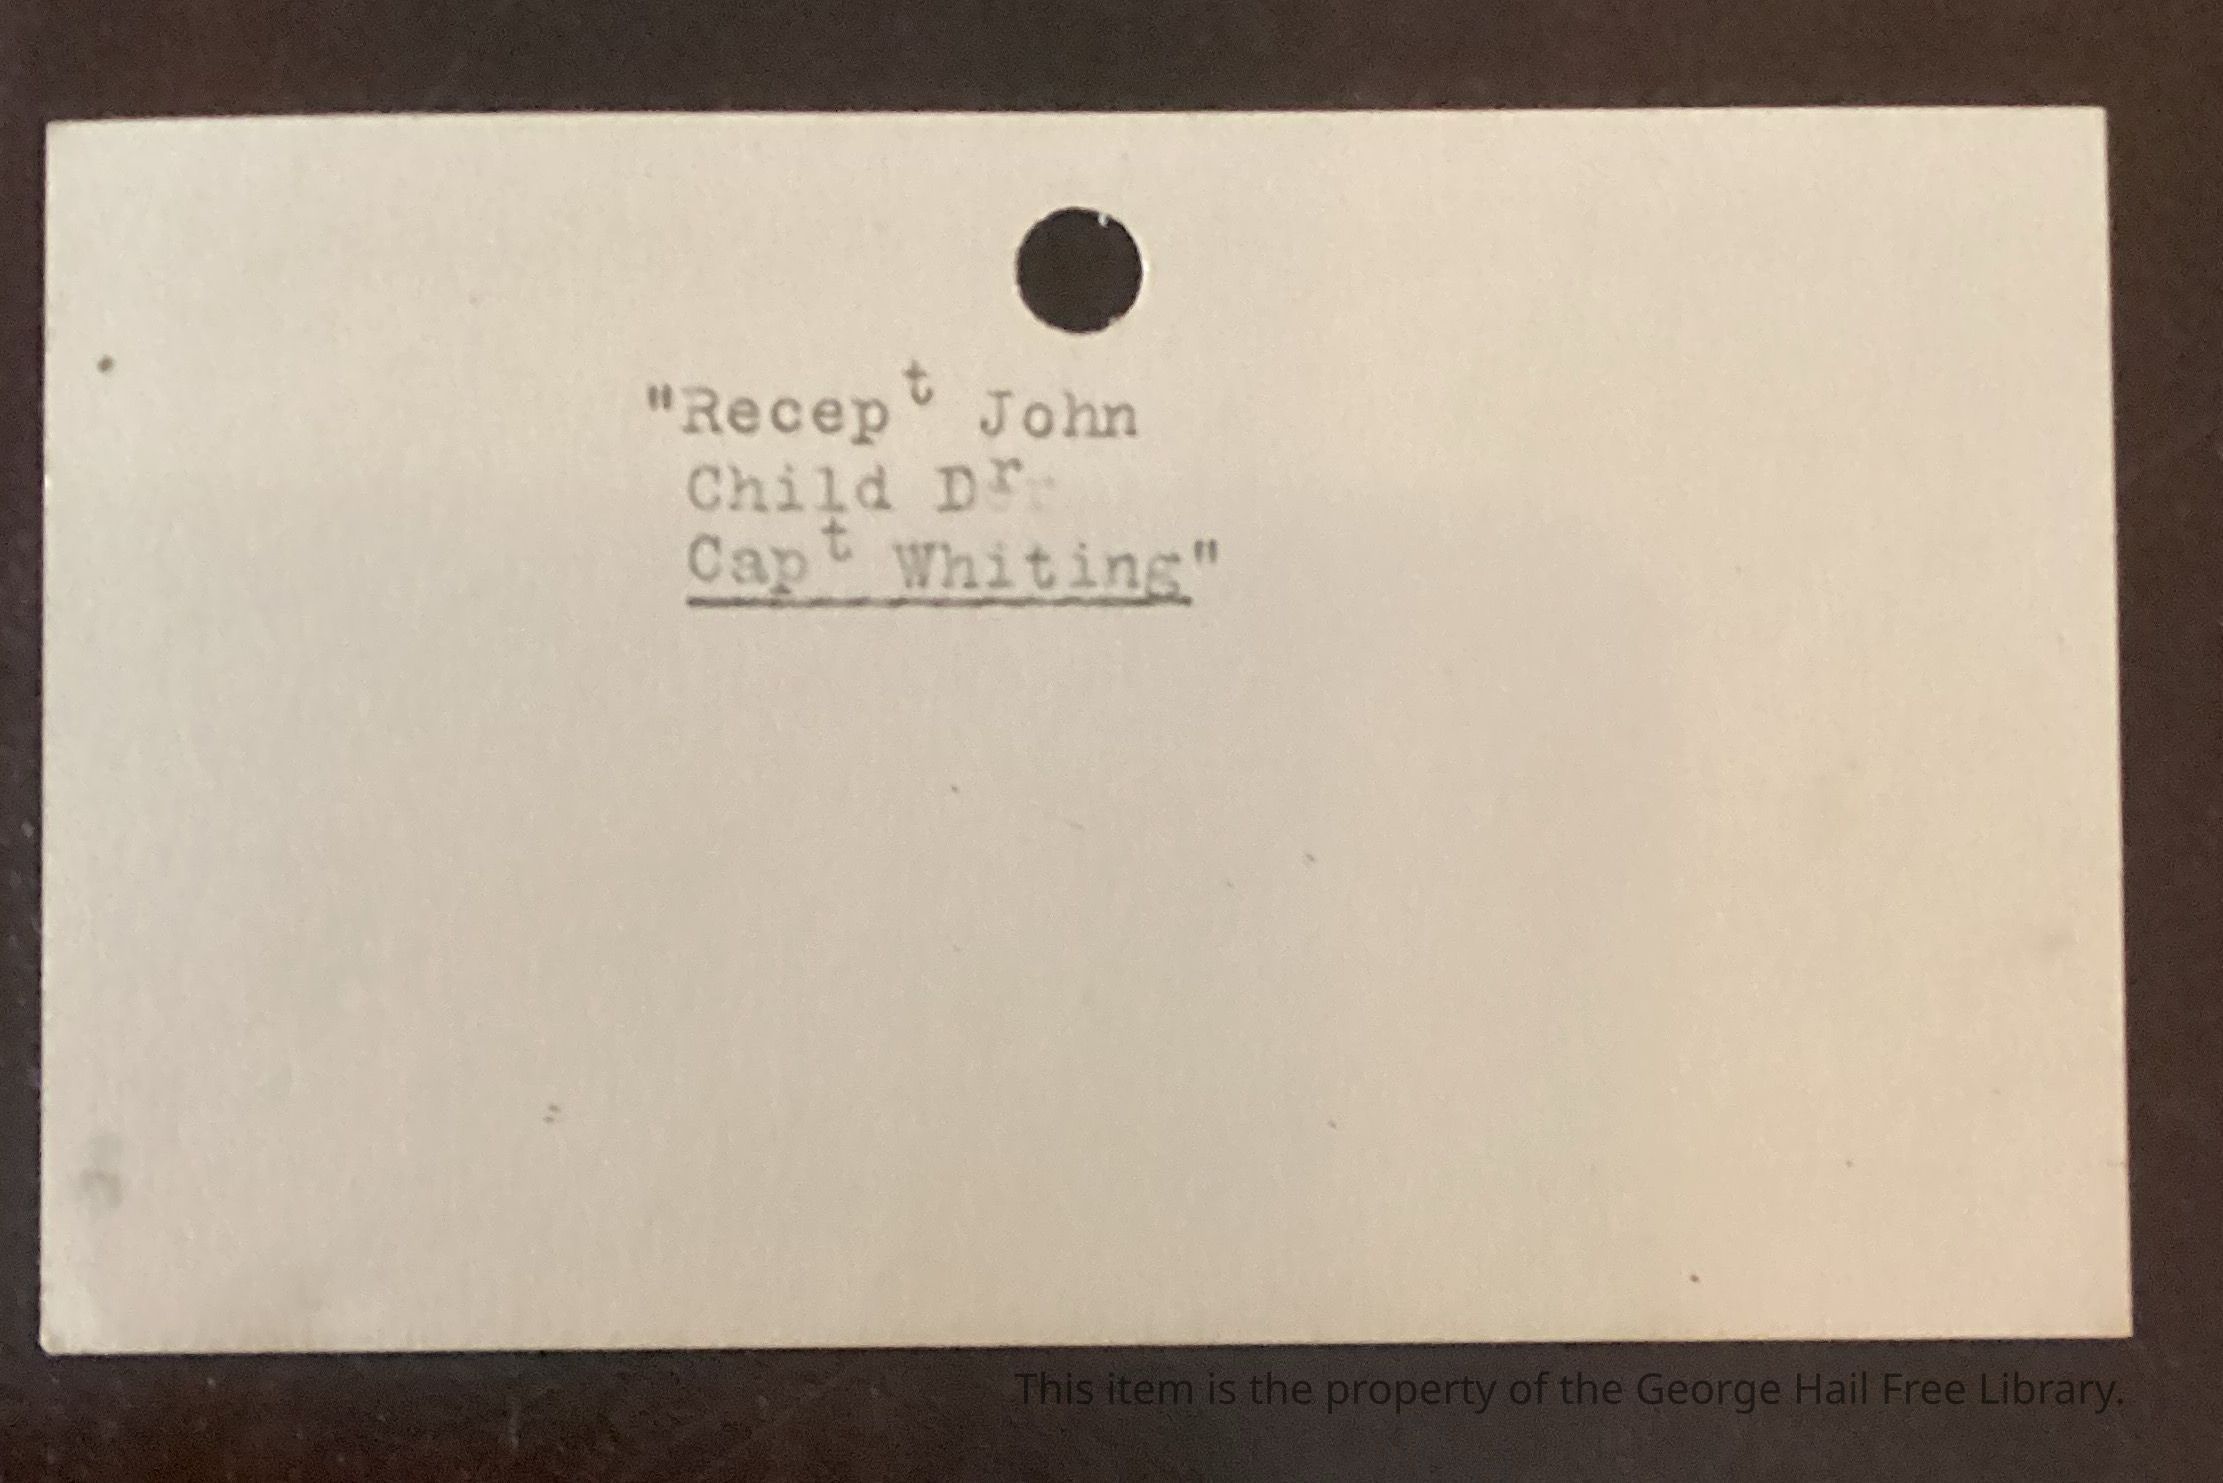 "Recepᵗ John
Child Dʳ
Capᵗ Whiting"
This item is the property of the George Hail Free Library.